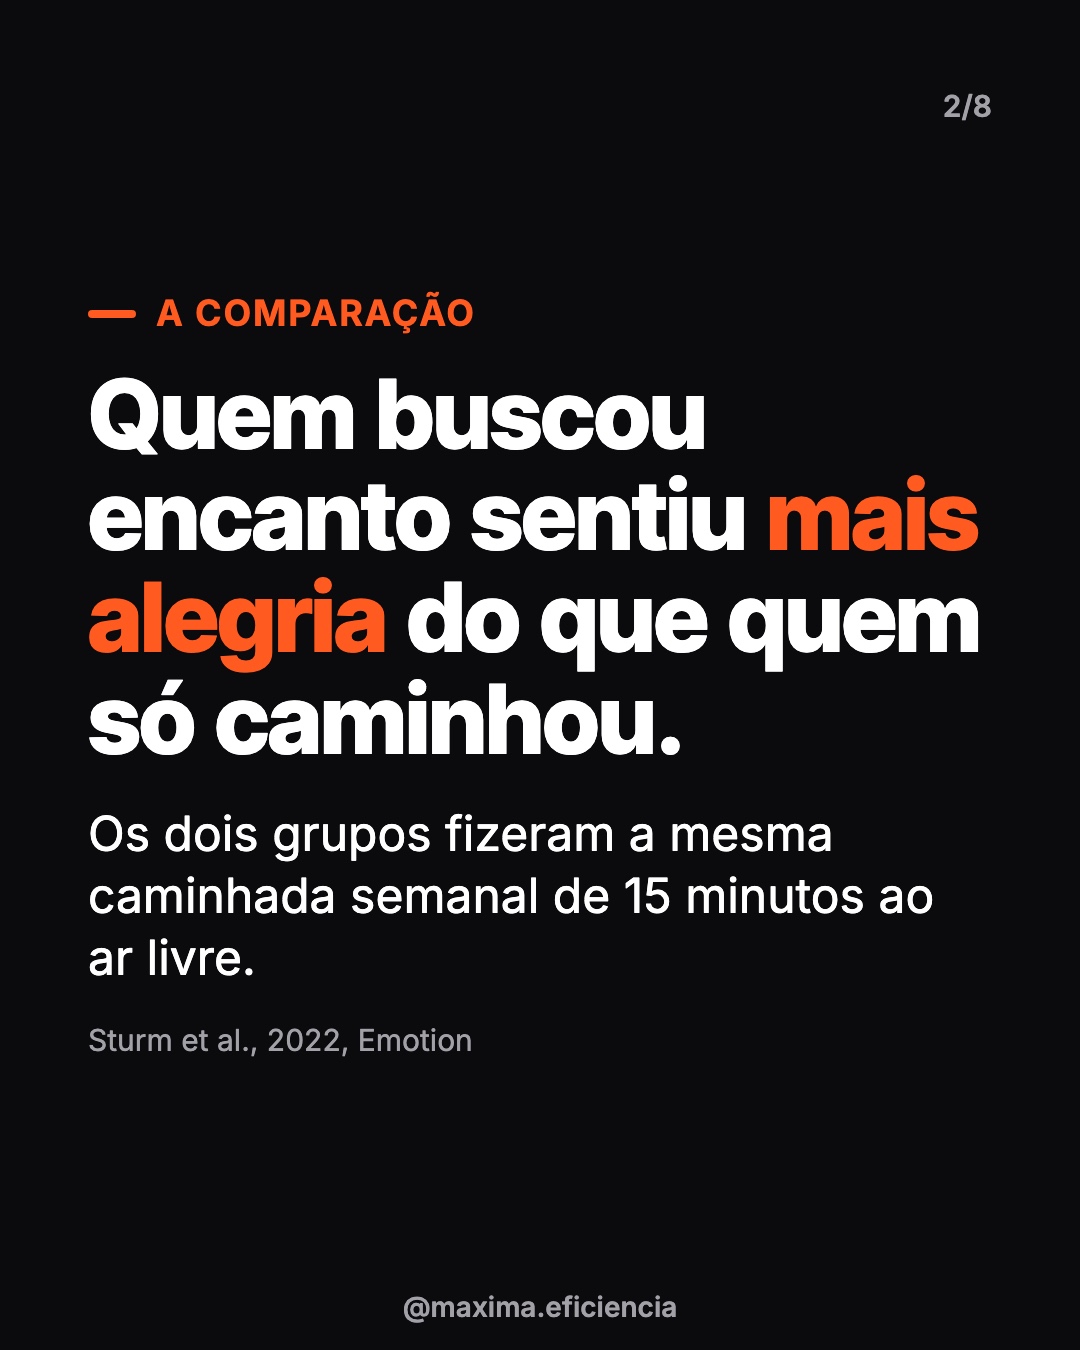 2/8
A COMPARAÇÃO
Quem buscou
encanto sentiu mais
alegria do que quem
só caminhou.
Os dois grupos fizeram a mesma
caminhada semanal de 15 minutos ao
ar livre.
Sturm et al., 2022, Emotion
@maxima.eficiencia